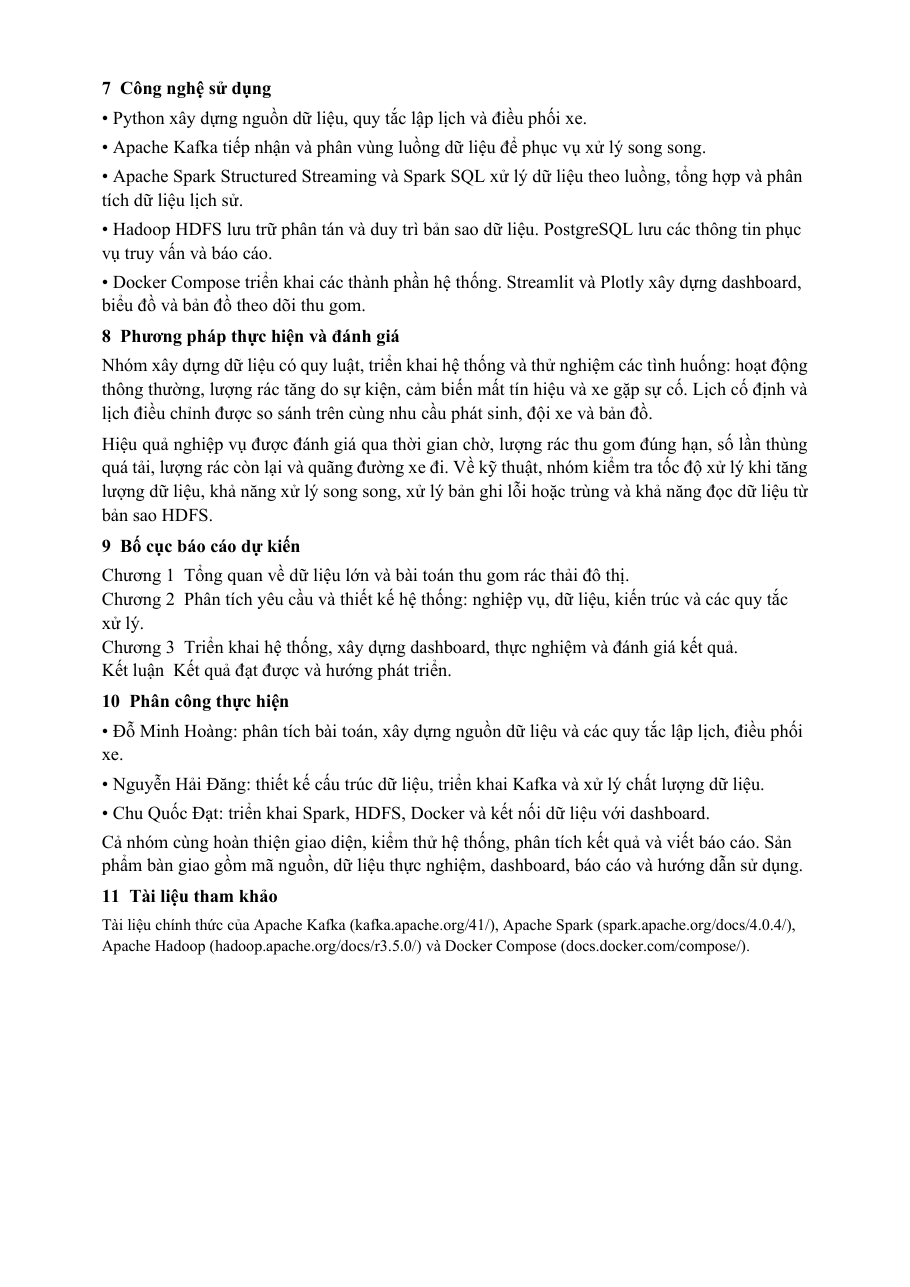 7 Công nghệ sử dụng
• Python xây dựng nguồn dữ liệu, quy tắc lập lịch và điều phối xe.
• Apache Kafka tiếp nhận và phân vùng luồng dữ liệu để phục vụ xử lý song song.
• Apache Spark Structured Streaming và Spark SQL xử lý dữ liệu theo luồng, tổng hợp và phân
tích dữ liệu lịch sử.
• Hadoop HDFS lưu trữ phân tán và duy trì bản sao dữ liệu. PostgreSQL lưu các thông tin phục
vụ truy vấn và báo cáo.
• Docker Compose triển khai các thành phần hệ thống. Streamlit và Plotly xây dựng dashboard,
biểu đồ và bản đồ theo dõi thu gom.
8 Phương pháp thực hiện và đánh giá
Nhóm xây dựng dữ liệu có quy luật, triển khai hệ thống và thử nghiệm các tình huống: hoạt động
thông thường, lượng rác tăng do sự kiện, cảm biến mất tín hiệu và xe gặp sự cố. Lịch cố định và
lịch điều chỉnh được so sánh trên cùng nhu cầu phát sinh, đội xe và bản đồ.
Hiệu quả nghiệp vụ được đánh giá qua thời gian chờ, lượng rác thu gom đúng hạn, số lần thùng
quá tải, lượng rác còn lại và quãng đường xe đi. Về kỹ thuật, nhóm kiểm tra tốc độ xử lý khi tăng
lượng dữ liệu, khả năng xử lý song song, xử lý bản ghi lỗi hoặc trùng và khả năng đọc dữ liệu từ
bản sao HDFS.
9 Bố cục báo cáo dự kiến
Chương 1 Tổng quan về dữ liệu lớn và bài toán thu gom rác thải đô thị.
Chương 2 Phân tích yêu cầu và thiết kế hệ thống: nghiệp vụ, dữ liệu, kiến trúc và các quy tắc
xử lý.
Chương 3 Triển khai hệ thống, xây dựng dashboard, thực nghiệm và đánh giá kết quả.
Kết luận Kết quả đạt được và hướng phát triển.
10 Phân công thực hiện
• Đỗ Minh Hoàng: phân tích bài toán, xây dựng nguồn dữ liệu và các quy tắc lập lịch, điều phối
xe.
• Nguyễn Hải Đăng: thiết kế cấu trúc dữ liệu, triển khai Kafka và xử lý chất lượng dữ liệu.
• Chu Quốc Đạt: triển khai Spark, HDFS, Docker và kết nối dữ liệu với dashboard.
Cả nhóm cùng hoàn thiện giao diện, kiểm thử hệ thống, phân tích kết quả và viết báo cáo. Sản
phẩm bàn giao gồm mã nguồn, dữ liệu thực nghiệm, dashboard, báo cáo và hướng dẫn sử dụng.
11 Tài liệu tham khảo
Tài liệu chính thức của Apache Kafka (kafka.apache.org/41/), Apache Spark (spark.apache.org/docs/4.0.4/),
Apache Hadoop (hadoop.apache.org/docs/r3.5.0/) và Docker Compose (docs.docker.com/compose/).